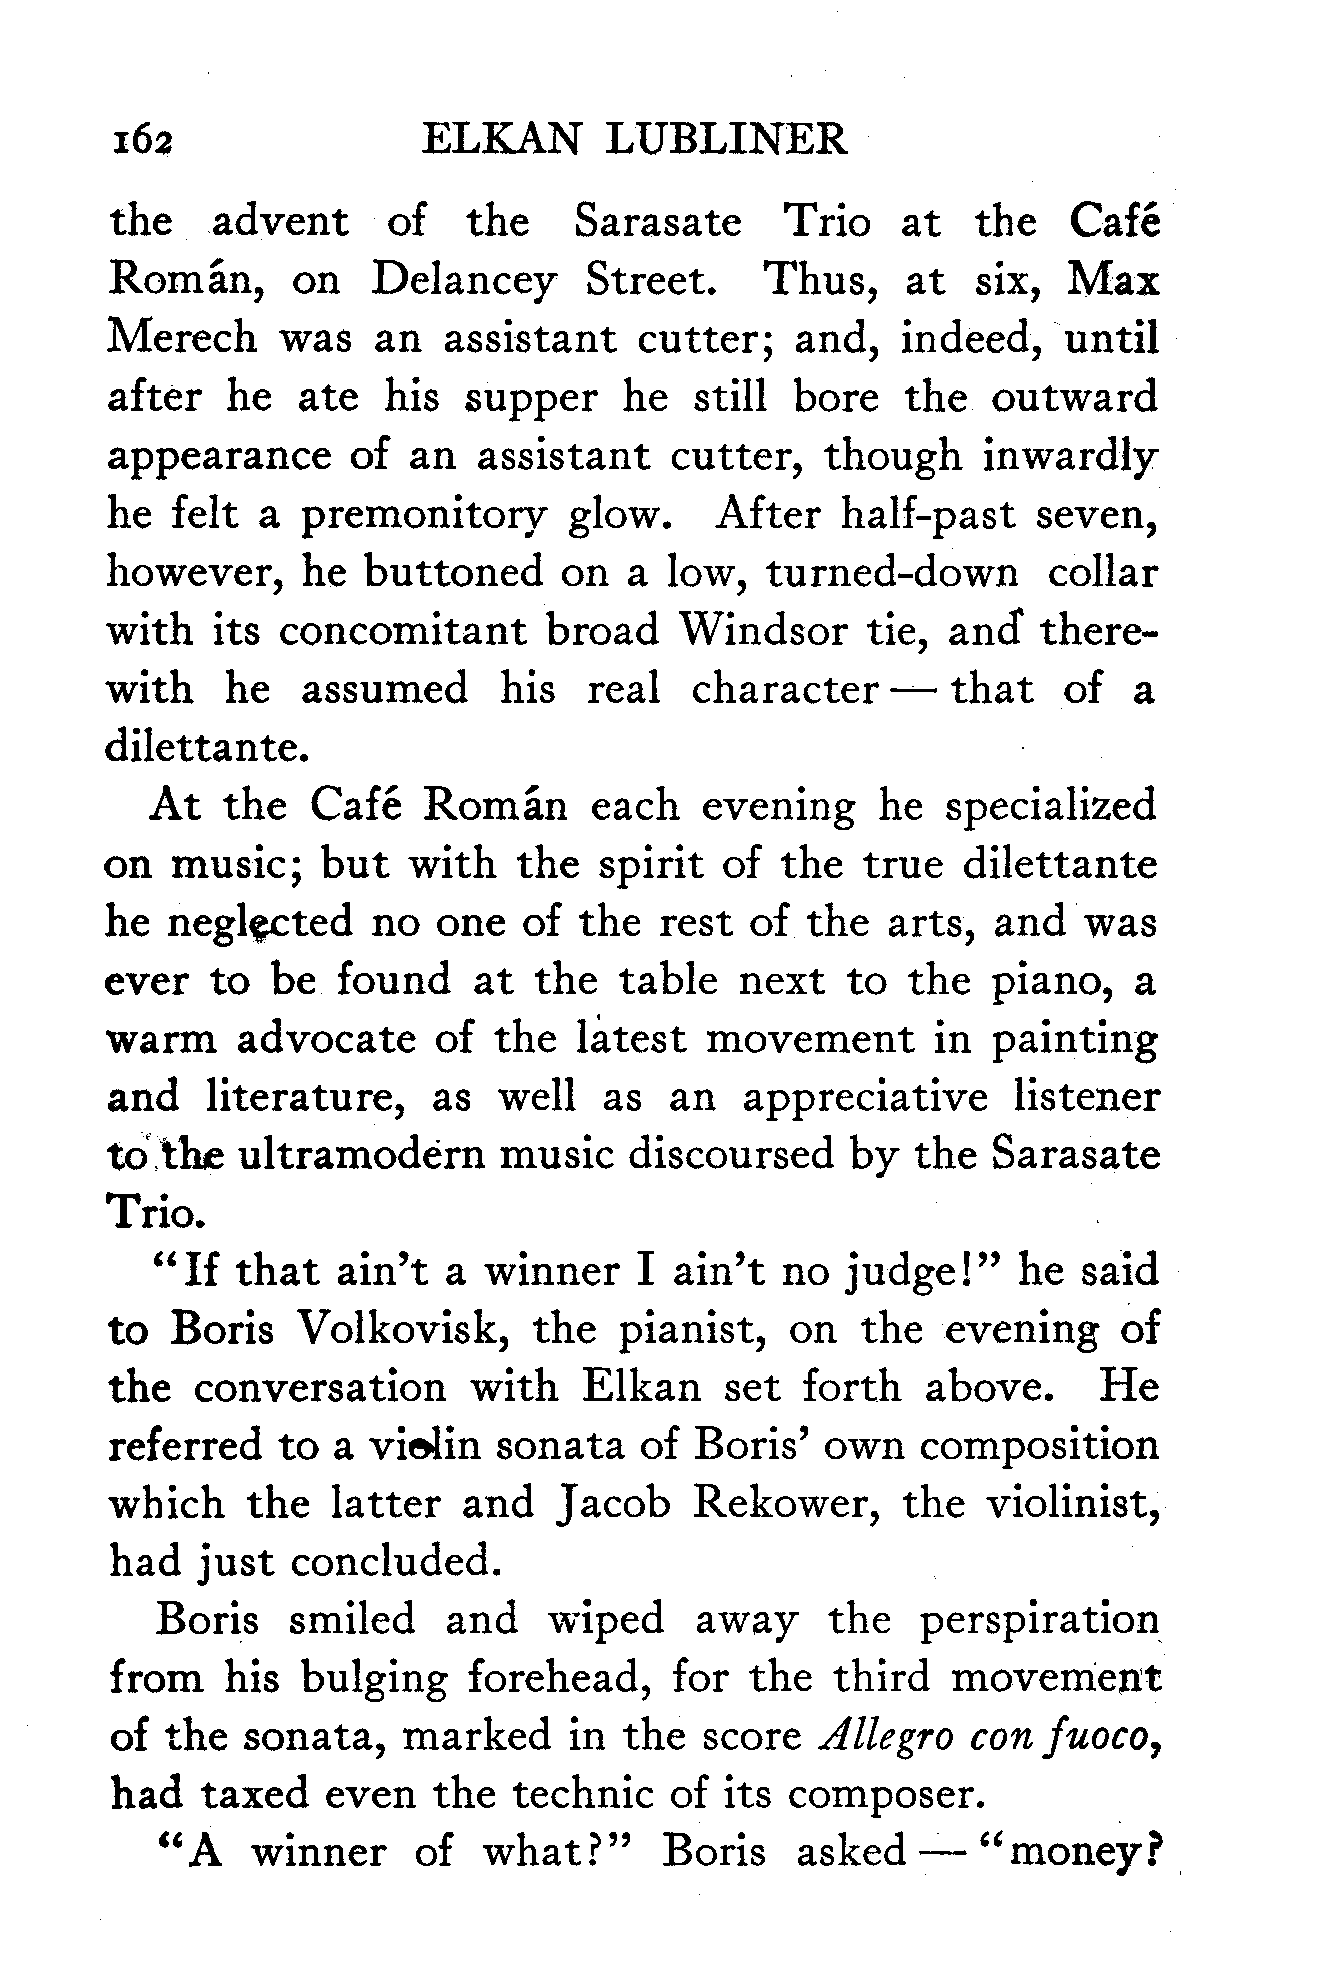 162 ELKAN LUBLINER
the advent of the Sarasate Trio at the Café
Román, on Delancey Street. Thus, at six, Max
Merech was an assistant cutter; and, indeed, until
after he ate his supper he still bore the outward
appearance of an assistant cutter, though inwardly
he felt a premonitory glow. After half-past seven,
however, he buttoned on a low, turned-down collar
with its concomitant broad Windsor tie, and there-
with he assumed his real character — that of a
dilettante.
At the Café Román each evening he specialized
on music; but with the spirit of the true dilettante
he neglected no one of the rest of the arts, and was
ever to be found at the table next to the piano, a
warm advocate of the latest movement in painting
and literature, as well as an appreciative listener
to the ultramodern music discoursed by the Sarasate
Trio.
"If that ain't a winner I ain't no judge!" he said
to Boris Volkovisk, the pianist, on the evening of
the conversation with Elkan set forth above. He
referred to a violin sonata of Boris' own composition
which the latter and Jacob Rekower, the violinist,
had just concluded.
Boris smiled and wiped away the perspiration
from his bulging forehead, for the third movement
of the sonata, marked in the score Allegro con fuoco,
had taxed even the technic of its composer.
"A winner of what?" Boris asked — "money?